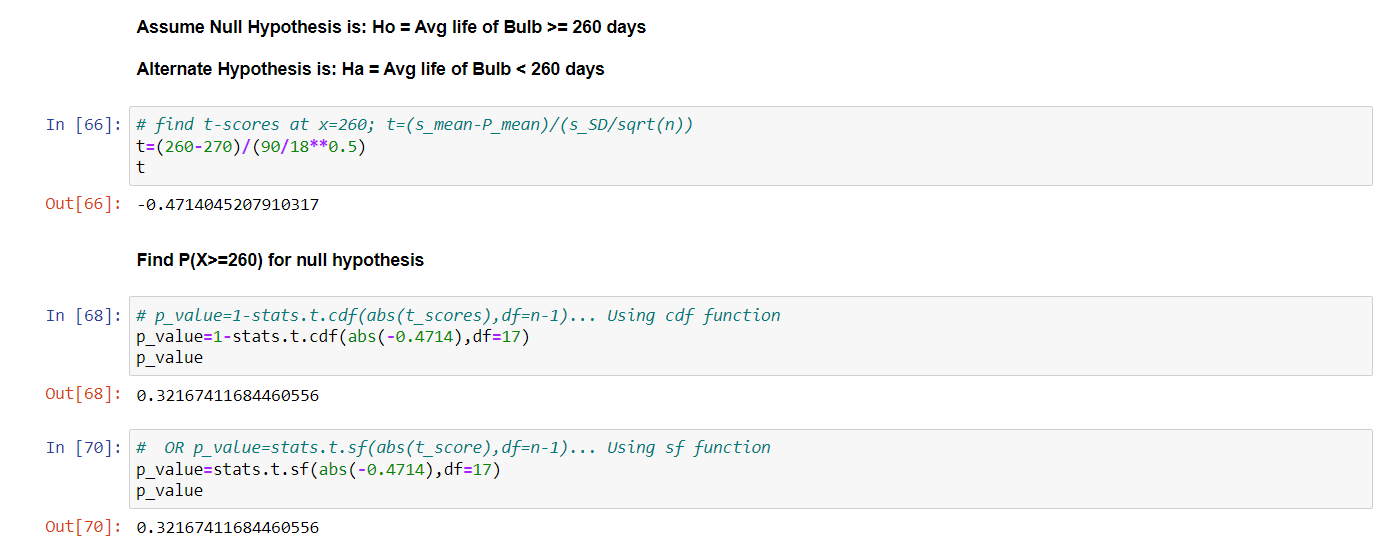 Assume Null Hypothesis is: Ho = Avg life of Bulb >= 260 days
Alternate Hypothesis is: Ha = Avg life of Bulb < 260 days
In [66]: # find t-scores at x=260; t=(s_mean-P_mean)/(s_SD/sqrt(n))
t=(260-270)/(90/18**0.5)
t
Out[66]: -0.4714045207910317
Find P(X>=260) for null hypothesis
In [68]: # p_value=1-stats.t.cdf(abs(t_scores),df=n-1)... Using cdf function
p_value=1-stats.t.cdf(abs(-0.4714),df=17)
p_value
Out[68]: 0.32167411684460556
In [70]: #  OR p_value=stats.t.sf(abs(t_score),df=n-1)... Using sf function
p_value=stats.t.sf(abs(-0.4714),df=17)
p_value
Out[70]: 0.32167411684460556